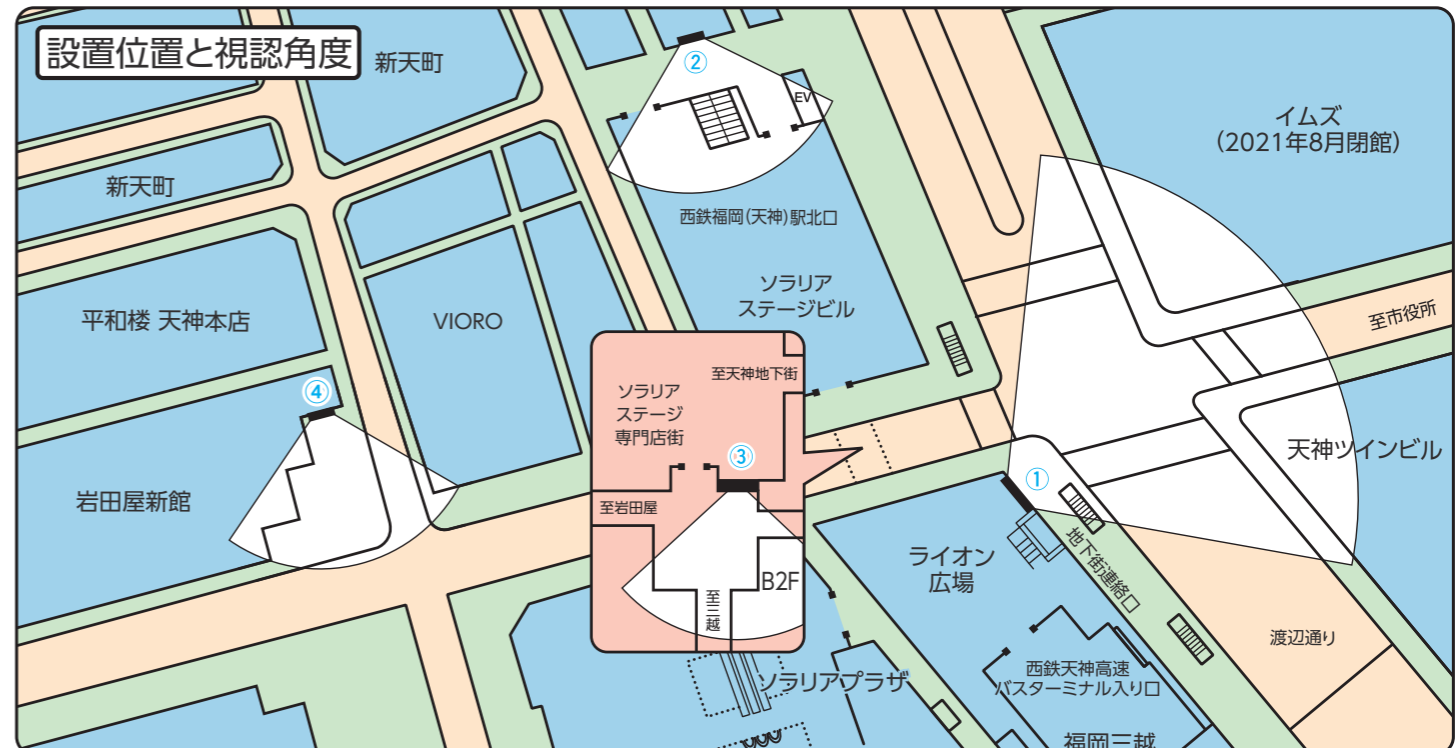 設置位置と視認角度
新天町
②
EV
イムズ
(2021年8月閉館)
新天町
西鉄福岡(天神)駅北口
ソラリア
ステージビル
至市役所
平和楼 天神本店
VIORO
④
至天神地下街
ソラリア
ステージ
専門店街
③
天神ツインビル
①
岩田屋新館
至岩田屋
ライオン
広場
地下街連絡口
B2F
至三越
渡辺通り
西鉄天神高速
バスターミナル入り口
ソラリアプラザ
福岡三越